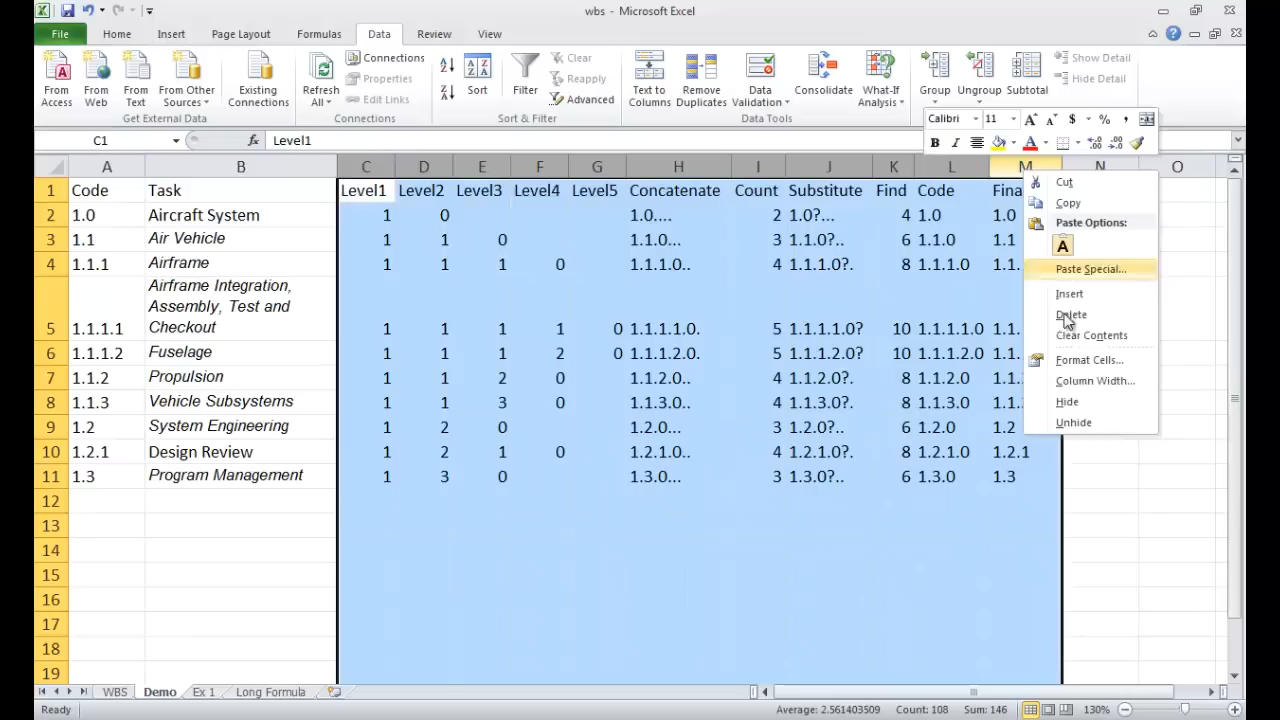 wbs - Microsoft Excel
File Home Insert Page Layout Formulas Data Review View
From Access From Web From Text From Other Sources Existing Connections
Get External Data
Refresh All Connections Properties Edit Links
Connections
Sort Filter Clear Reapply Advanced
Sort & Filter
Text to Columns Remove Duplicates Data Validation Consolidate What-If Analysis
Data Tools
Group Ungroup Subtotal Show Detail Hide Detail
Calibri 11 A A $ % ,
B I A .00
C1 fx Level1
A B C D E F G H I J K L M N O
1 Code Task Level1 Level2 Level3 Level4 Level5 Concatenate Count Substitute Find Code Fina
2 1.0 Aircraft System 1 0 1.0.... 2 1.0?... 4 1.0 1.0
3 1.1 Air Vehicle 1 1 0 1.1.0... 3 1.1.0?.. 6 1.1.0 1.1
4 1.1.1 Airframe 1 1 1 0 1.1.1.0.. 4 1.1.1.0?. 8 1.1.1.0 1.1.
Airframe Integration,
Assembly, Test and
5 1.1.1.1 Checkout 1 1 1 1 0 1.1.1.1.0. 5 1.1.1.1.0? 10 1.1.1.1.0 1.1.
6 1.1.1.2 Fuselage 1 1 1 2 0 1.1.1.2.0. 5 1.1.1.2.0? 10 1.1.1.2.0 1.1.
7 1.1.2 Propulsion 1 1 2 0 1.1.2.0.. 4 1.1.2.0?. 8 1.1.2.0 1.1.
8 1.1.3 Vehicle Subsystems 1 1 3 0 1.1.3.0.. 4 1.1.3.0?. 8 1.1.3.0 1.1.
9 1.2 System Engineering 1 2 0 1.2.0... 3 1.2.0?.. 6 1.2.0 1.2
10 1.2.1 Design Review 1 2 1 0 1.2.1.0.. 4 1.2.1.0?. 8 1.2.1.0 1.2.1
11 1.3 Program Management 1 3 0 1.3.0... 3 1.3.0?.. 6 1.3.0 1.3
12
13
14
15
16
17
18
19
Cut
Copy
Paste Options:
A
Paste Special...
Insert
Delete
Clear Contents
Format Cells...
Column Width...
Hide
Unhide
WBS Demo Ex 1 Long Formula
Ready Average: 2.561403509 Count: 108 Sum: 146 130%